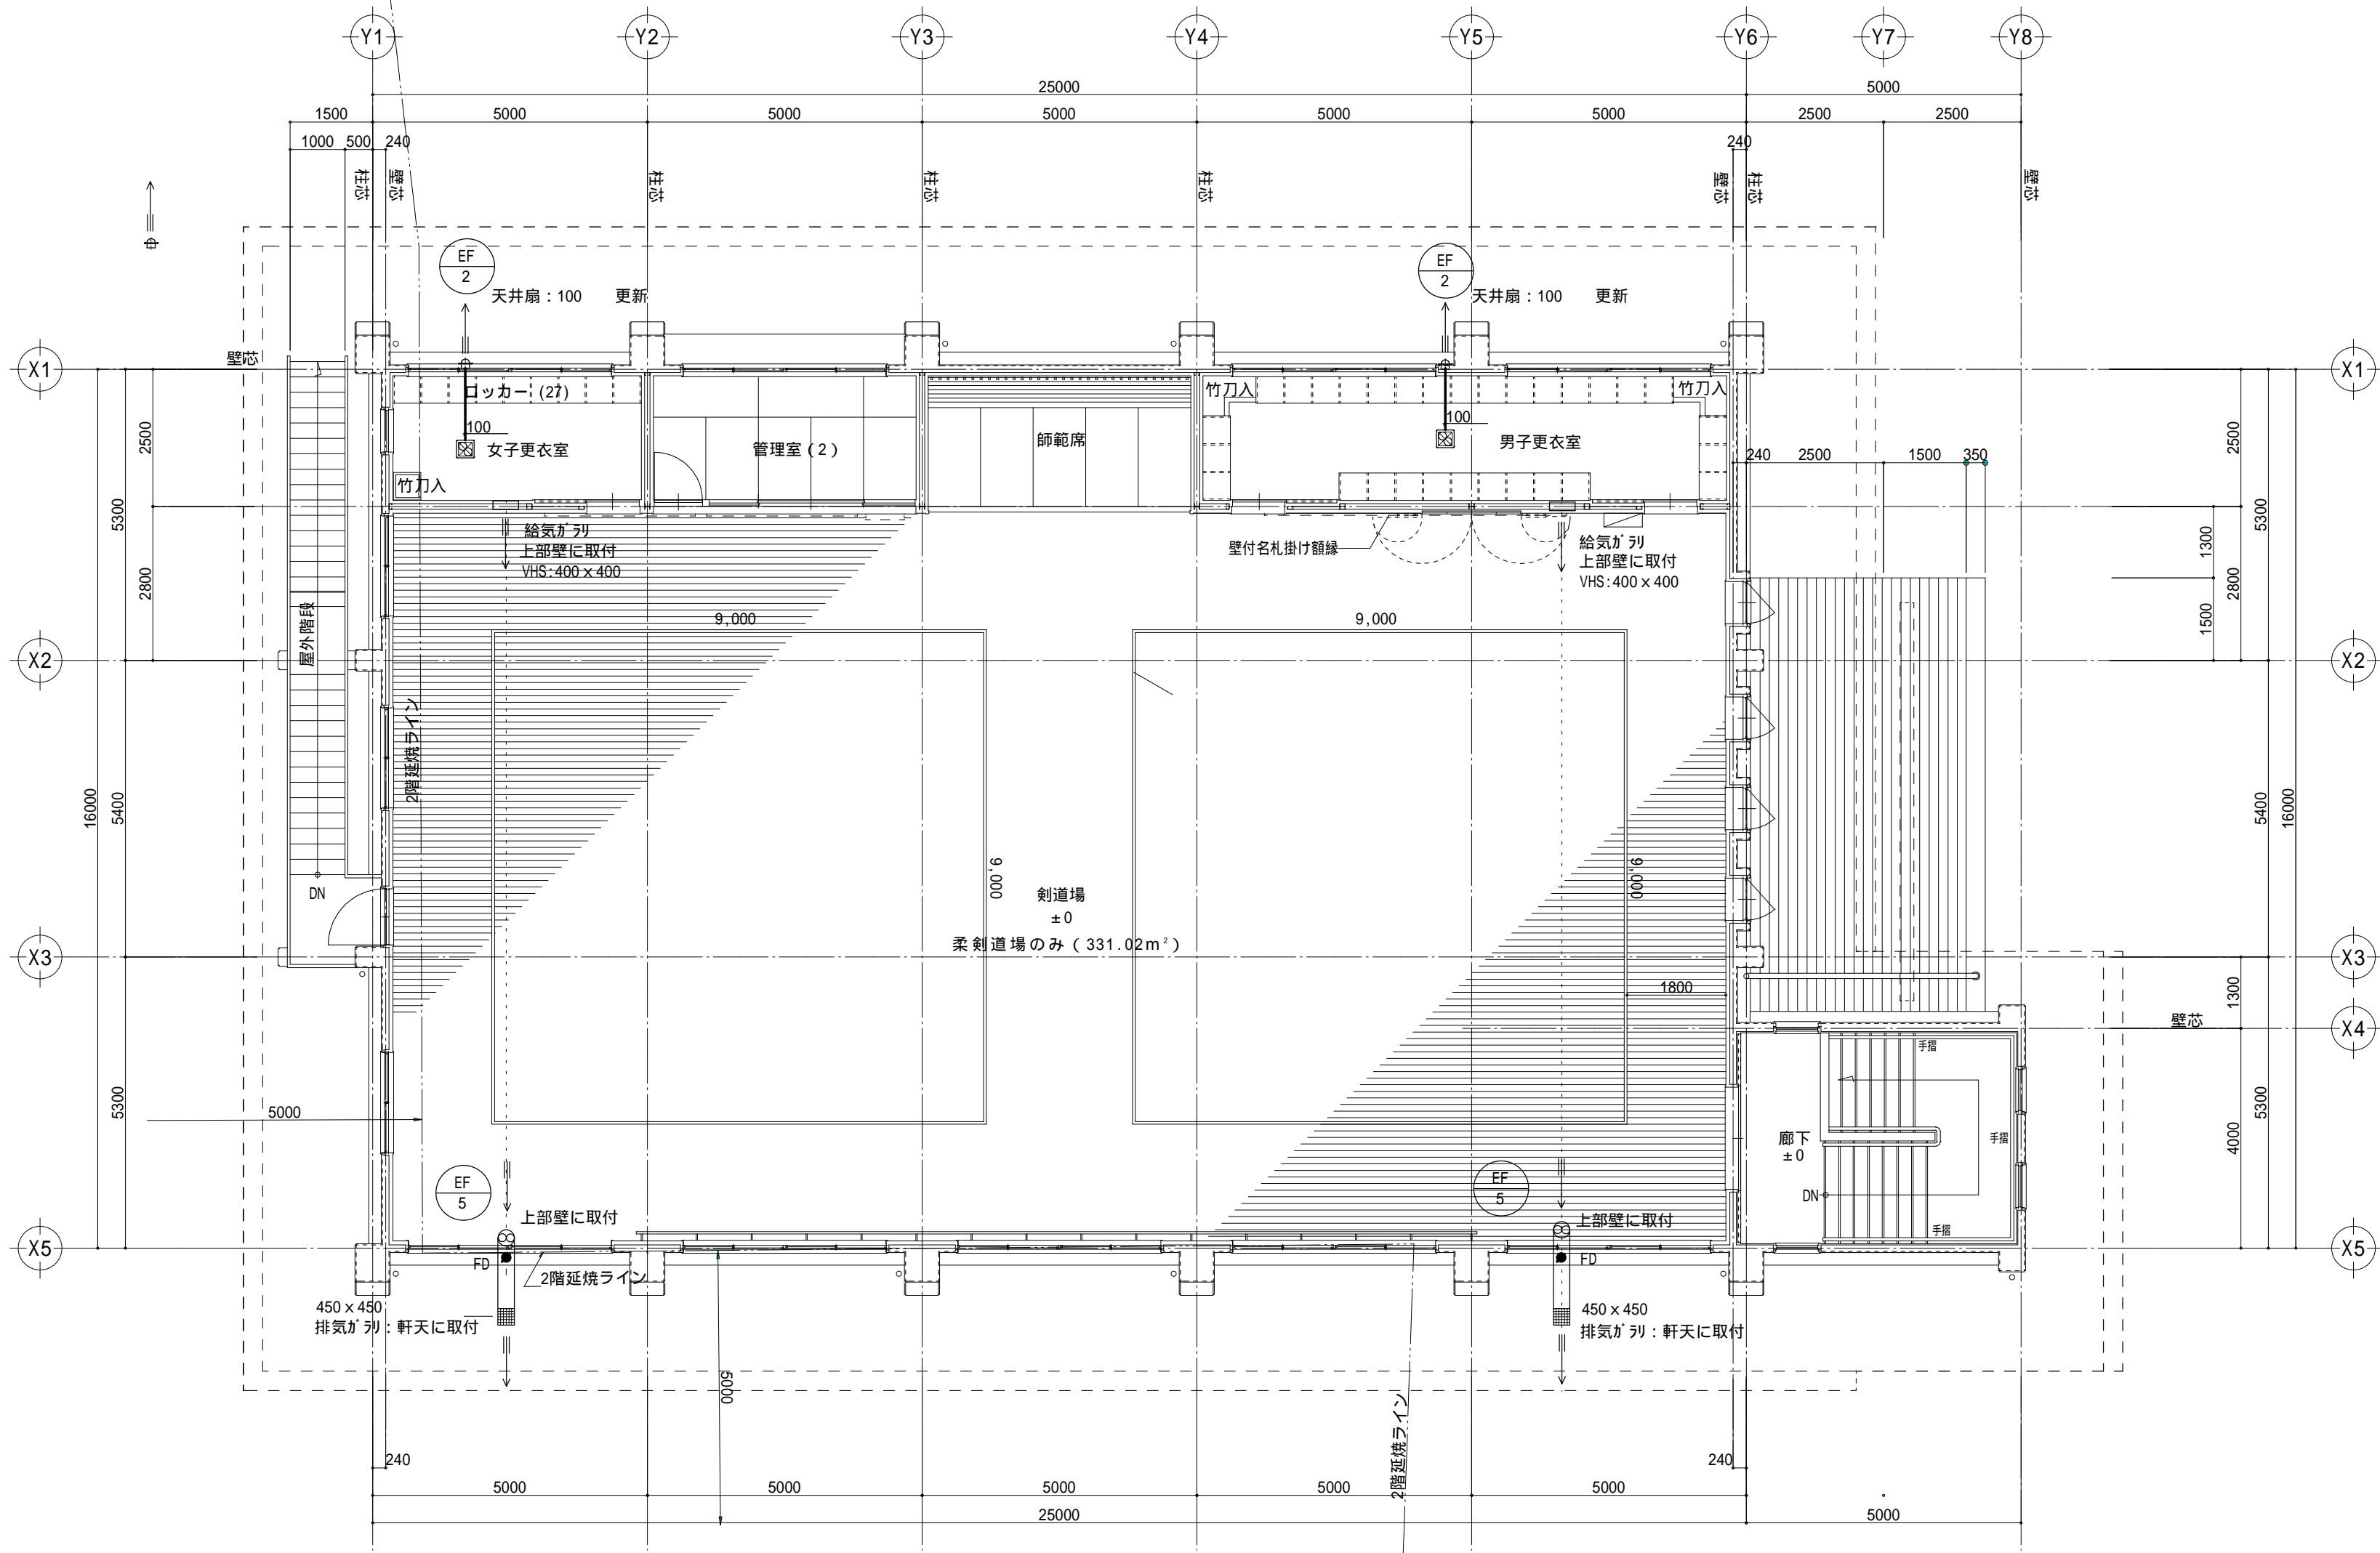 Y1 Y2 Y3 Y4 Y5 Y6 Y7 Y8
25000 5000
1500 5000 5000 5000 5000 5000 2500 2500
1000 500 240 240
柱芯 壁芯 柱芯 柱芯 柱芯 壁芯 柱芯 壁芯
EF
2
天井扇：100 更新
EF
2
天井扇：100 更新
X1 壁芯 X1
ロッカー (27)
100
女子更衣室
竹刀入
管理室（2）
師範席
竹刀入
竹刀入
100
男子更衣室
240 2500 1500 350
2500
5300
2800
2500
5300
1300
2800
1500
給気ｶﾞﾗﾘ
上部壁に取付
VHS:400ｘ400
壁付名札掛け額縁
給気ｶﾞﾗﾘ
上部壁に取付
VHS:400ｘ400
屋外階段
9,000 9,000
X2 X2
2階延焼ライン
16000
5400
5400
16000
9,000
9,000
DN
剣道場
±0
柔剣道場のみ（331.02m²）
X3 X3
1800
1300
壁芯
X4
手摺
5000
5300
廊下
±0
手摺
DN
手摺
4000
5300
EF
5
上部壁に取付
EF
5
上部壁に取付
X5 X5
FD
2階延焼ライン
FD
450ｘ450
排気ｶﾞﾗﾘ：軒天に取付
450ｘ450
排気ｶﾞﾗﾘ：軒天に取付
5000
2階延焼ライン
240 240
5000 5000 5000 5000 5000
25000 5000